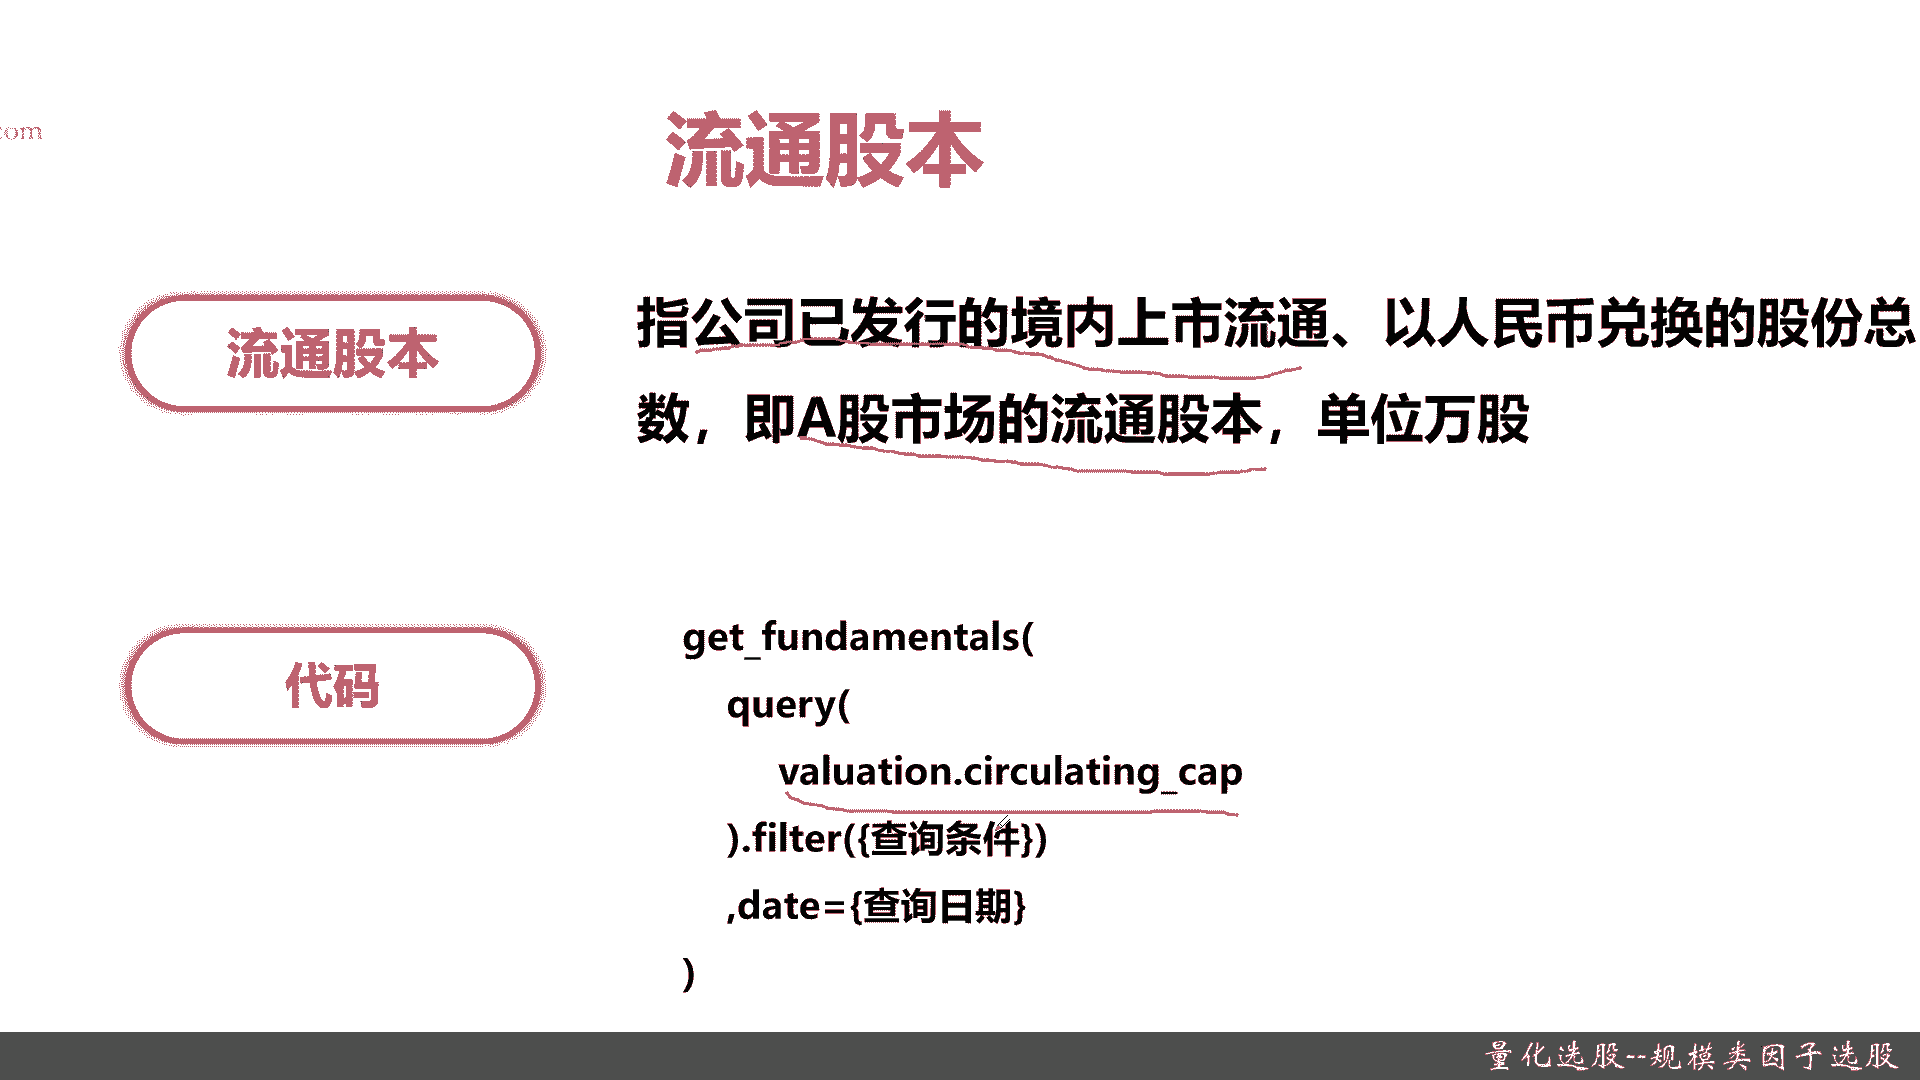 com
流通股本
流通股本
指公司已发行的境内上市流通、以人民币兑换的股份总
数，即A股市场的流通股本，单位万股
代码
get_fundamentals(
query(
valuation.circulating_cap
).filter({查询条件})
,date={查询日期}
)
量化选股--规模类因子选股